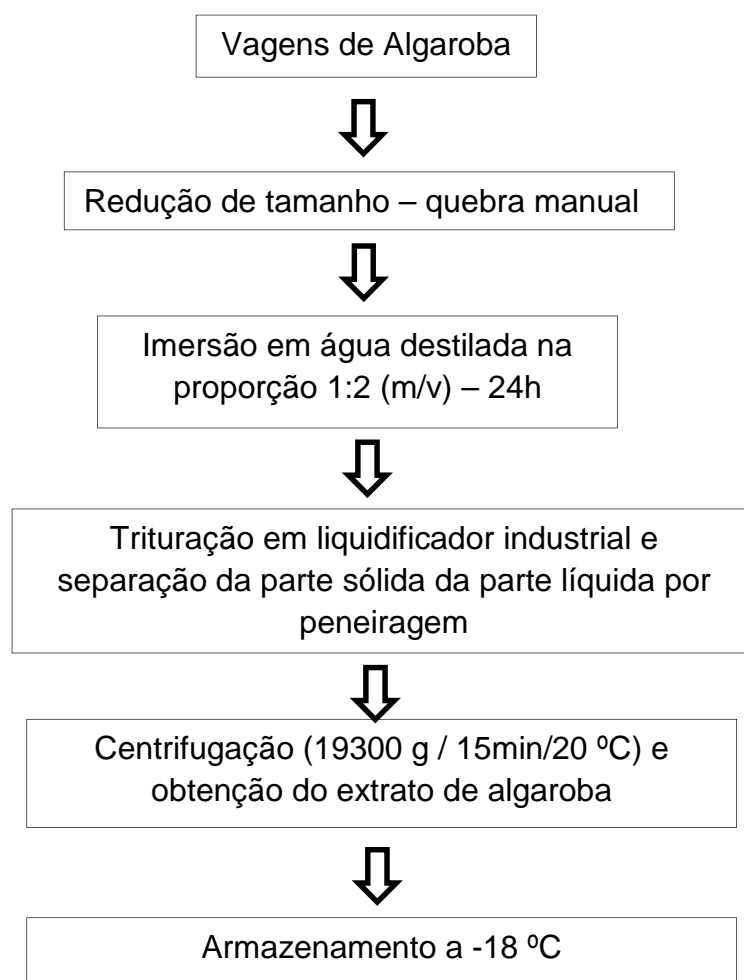 Vagens de Algaroba
Redução de tamanho – quebra manual
Imersão em água destilada na
proporção 1:2 (m/v) – 24h
Trituração em liquidificador industrial e
separação da parte sólida da parte líquida por
peneiragem
Centrifugação (19300 g / 15min/20 ºC) e
obtenção do extrato de algaroba
Armazenamento a -18 ºC